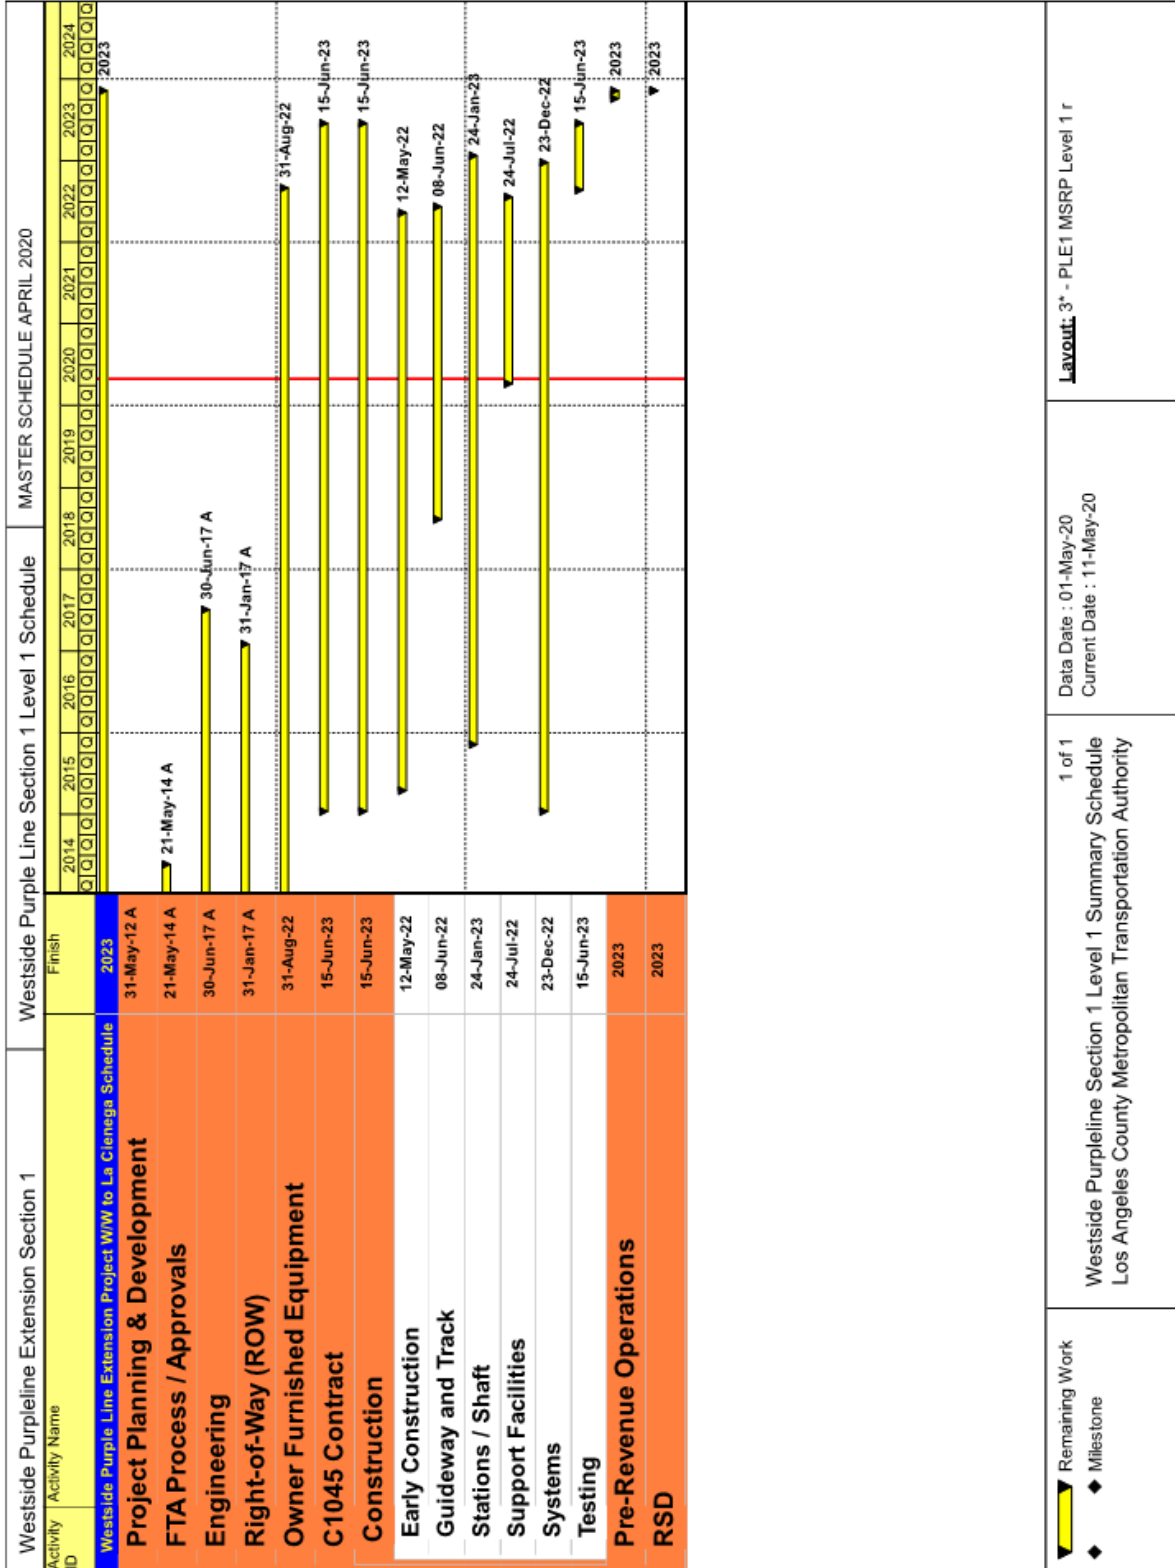 Westside Purpleline Extension Section 1
Westside Purple Line Section 1 Level 1 Schedule
MASTER SCHEDULE APRIL 2020
Activity ID
Activity Name
Finish
2014 2015 2016 2017 2018 2019 2020 2021 2022 2023 2024
Q Q Q Q Q Q Q Q Q Q Q Q Q Q Q Q Q Q Q Q Q Q Q Q Q Q Q Q Q Q Q Q Q Q Q Q Q Q Q Q Q Q Q
Westside Purple Line Extension Project W/W to La Cienega Schedule 2023 2023
Project Planning & Development 31-May-12 A
FTA Process / Approvals 21-May-14 A 21-May-14 A
Engineering 30-Jun-17 A 30-Jun-17 A
Right-of-Way (ROW) 31-Jan-17 A 31-Jan-17 A
Owner Furnished Equipment 31-Aug-22 31-Aug-22
C1045 Contract 15-Jun-23 15-Jun-23
Construction 15-Jun-23 15-Jun-23
Early Construction 12-May-22 12-May-22
Guideway and Track 08-Jun-22 08-Jun-22
Stations / Shaft 24-Jan-23 24-Jan-23
Support Facilities 24-Jul-22 24-Jul-22
Systems 23-Dec-22 23-Dec-22
Testing 15-Jun-23 15-Jun-23
Pre-Revenue Operations 2023 2023
RSD 2023 2023
Remaining Work
Milestone
1 of 1
Westside Purpleline Section 1 Level 1 Summary Schedule
Los Angeles County Metropolitan Transportation Authority
Data Date : 01-May-20
Current Date : 11-May-20
Layout: 3* - PLE1 MSRP Level 1 r